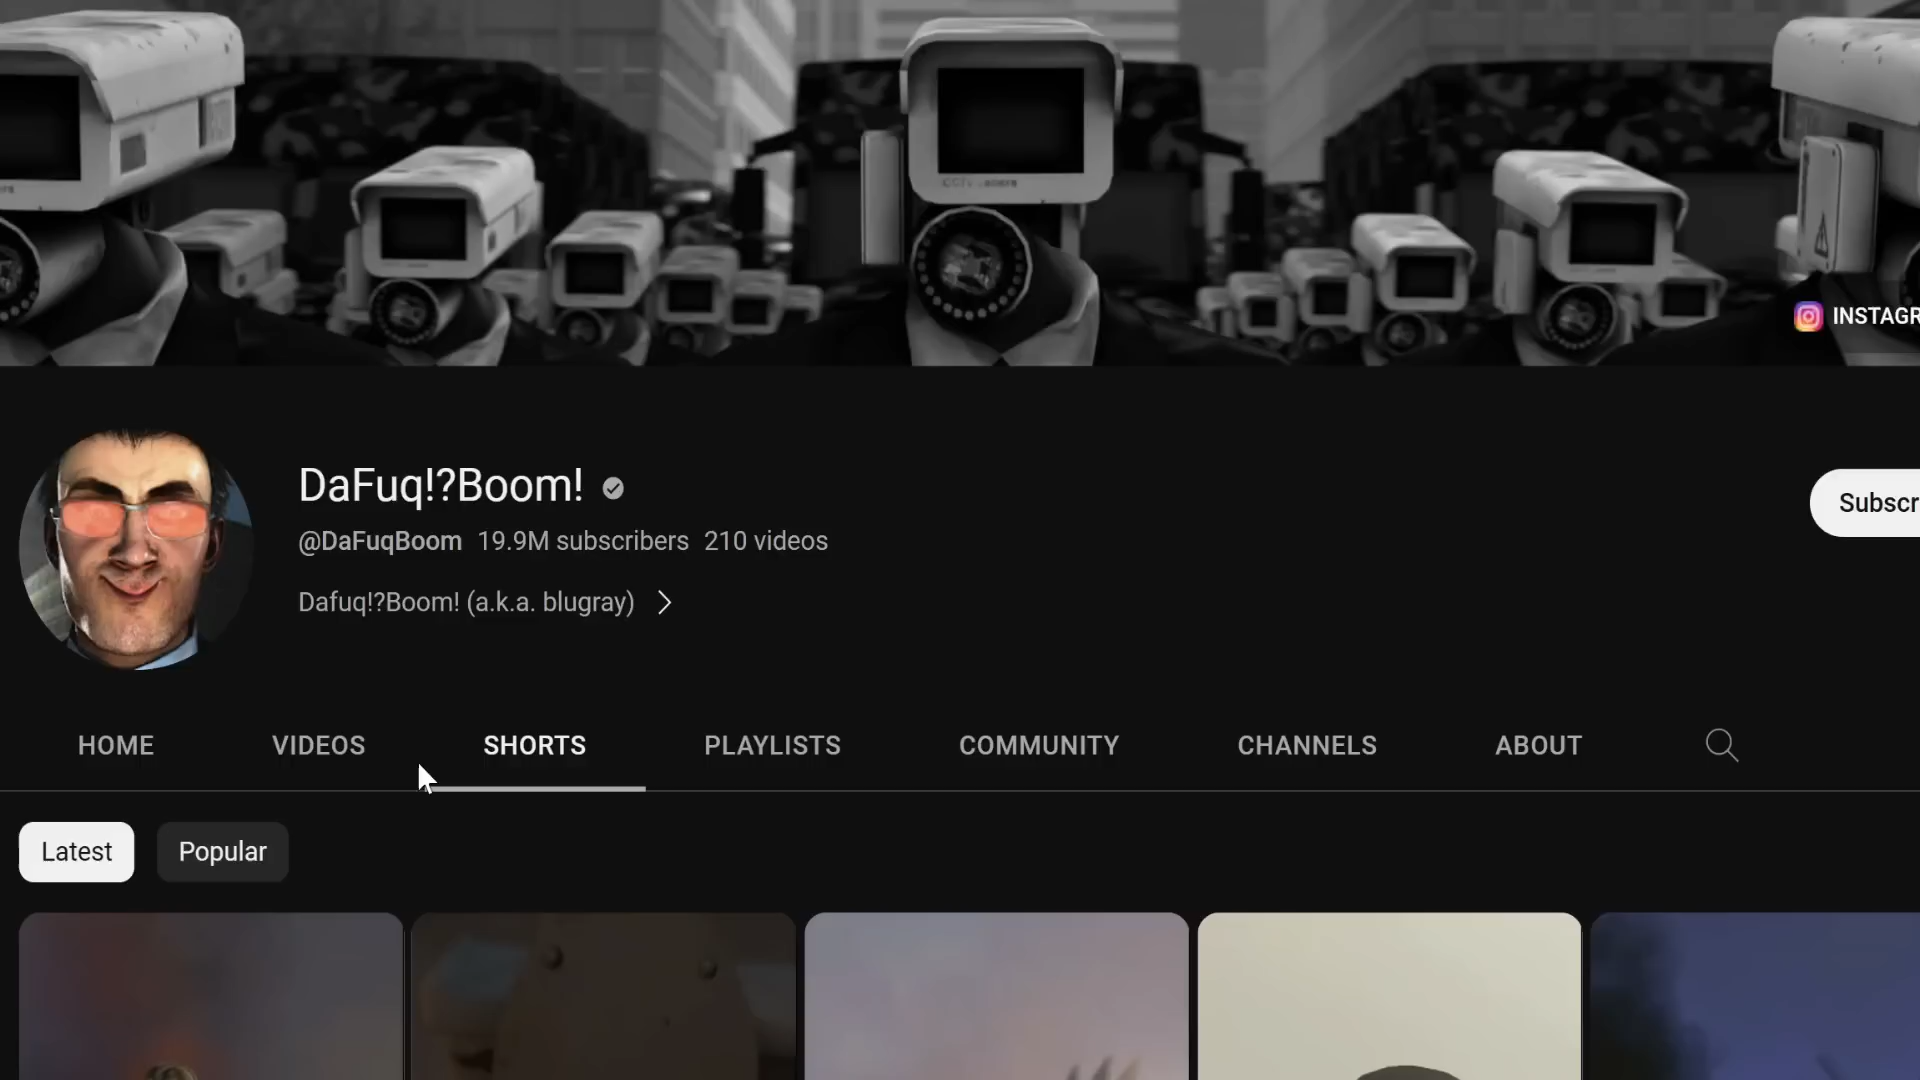 INSTAGR
DaFuq!?Boom!
@DaFuqBoom 19.9M subscribers 210 videos
Dafuq!?Boom! (a.k.a. blugray)
Subscr
HOME VIDEOS SHORTS PLAYLISTS COMMUNITY CHANNELS ABOUT
Latest Popular